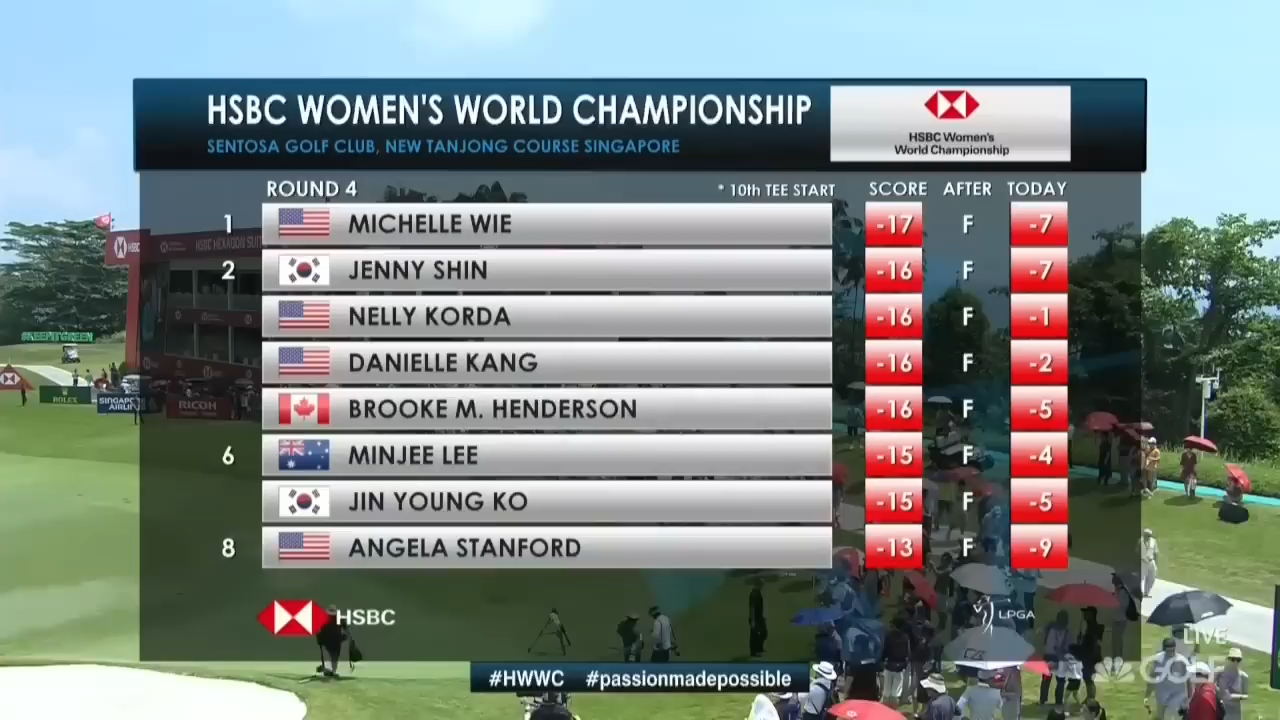 HSBC WOMEN'S WORLD CHAMPIONSHIP
SENTOSA GOLF CLUB, NEW TANJONG COURSE SINGAPORE
HSBC Women's
World Championship
ROUND 4 * 10th TEE START SCORE AFTER TODAY
1 MICHELLE WIE -17 F -7
2 JENNY SHIN -16 F -7
NELLY KORDA -16 F -1
DANIELLE KANG -16 F -2
BROOKE M. HENDERSON -16 F -5
6 MINJEE LEE -15 F -4
JIN YOUNG KO -15 F -5
8 ANGELA STANFORD -13 F -9
HSBC
LPGA
#HWWC #passionmadepossible
LIVE
GOLF
HSBC
ROLEX
SINGAPORE
AIRLINES
RICOH